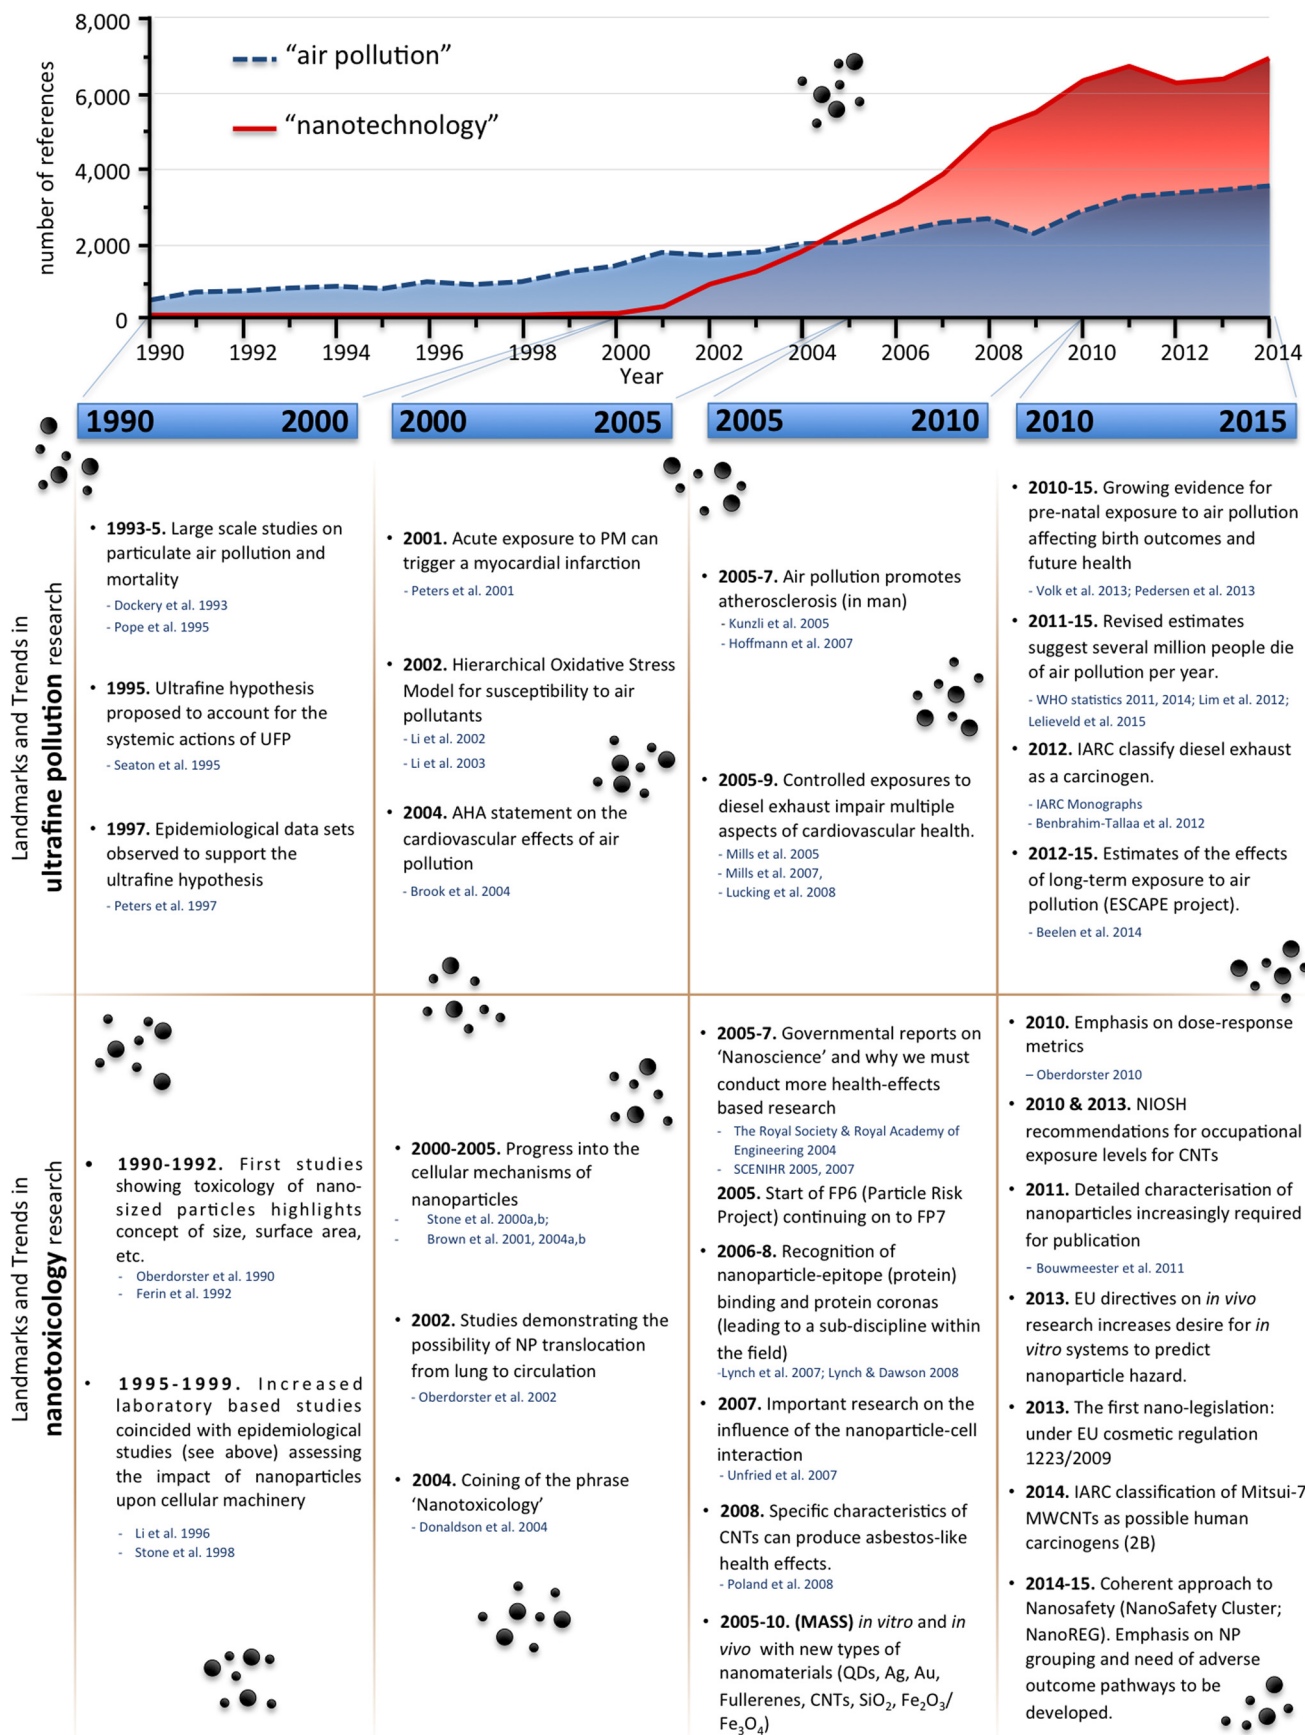 8,000
6,000
4,000
2,000
0
number of references
"air pollution"
"nanotechnology"
1990 1992 1994 1996 1998 2000 2002 2004 2006 2008 2010 2012 2014
Year
1990 2000
2000 2005
2005 2010
2010 2015
Landmarks and Trends in
ultrafine pollution research
• 1993-5. Large scale studies on
particulate air pollution and
mortality
- Dockery et al. 1993
- Pope et al. 1995
• 1995. Ultrafine hypothesis
proposed to account for the
systemic actions of UFP
- Seaton et al. 1995
• 1997. Epidemiological data sets
observed to support the
ultrafine hypothesis
- Peters et al. 1997
• 2001. Acute exposure to PM can
trigger a myocardial infarction
- Peters et al. 2001
• 2002. Hierarchical Oxidative Stress
Model for susceptibility to air
pollutants
- Li et al. 2002
- Li et al. 2003
• 2004. AHA statement on the
cardiovascular effects of air
pollution
- Brook et al. 2004
• 2005-7. Air pollution promotes
atherosclerosis (in man)
- Kunzli et al. 2005
- Hoffmann et al. 2007
• 2005-9. Controlled exposures to
diesel exhaust impair multiple
aspects of cardiovascular health.
- Mills et al. 2005
- Mills et al. 2007,
- Lucking et al. 2008
• 2010-15. Growing evidence for
pre-natal exposure to air pollution
affecting birth outcomes and
future health
- Volk et al. 2013; Pedersen et al. 2013
• 2011-15. Revised estimates
suggest several million people die
of air pollution per year.
- WHO statistics 2011, 2014; Lim et al. 2012;
Lelieveld et al. 2015
• 2012. IARC classify diesel exhaust
as a carcinogen.
- IARC Monographs
- Benbrahim-Tallaa et al. 2012
• 2012-15. Estimates of the effects
of long-term exposure to air
pollution (ESCAPE project).
- Beelen et al. 2014
Landmarks and Trends in
nanotoxicology research
• 1990-1992. First studies
showing toxicology of nano-
sized particles highlights
concept of size, surface area,
etc.
- Oberdorster et al. 1990
- Ferin et al. 1992
• 1995-1999. Increased
laboratory based studies
coincided with epidemiological
studies (see above) assessing
the impact of nanoparticles
upon cellular machinery
- Li et al. 1996
- Stone et al. 1998
• 2000-2005. Progress into the
cellular mechanisms of
nanoparticles
- Stone et al. 2000a,b;
- Brown et al. 2001, 2004a,b
• 2002. Studies demonstrating the
possibility of NP translocation
from lung to circulation
- Oberdorster et al. 2002
• 2004. Coining of the phrase
‘Nanotoxicology’
- Donaldson et al. 2004
• 2005-7. Governmental reports on
‘Nanoscience’ and why we must
conduct more health-effects
based research
- The Royal Society & Royal Academy of
Engineering 2004
- SCENIHR 2005, 2007
2005. Start of FP6 (Particle Risk
Project) continuing on to FP7
• 2006-8. Recognition of
nanoparticle-epitope (protein)
binding and protein coronas
(leading to a sub-discipline within
the field)
-Lynch et al. 2007; Lynch & Dawson 2008
• 2007. Important research on the
influence of the nanoparticle-cell
interaction
- Unfried et al. 2007
• 2008. Specific characteristics of
CNTs can produce asbestos-like
health effects.
- Poland et al. 2008
• 2005-10. (MASS) in vitro and in
vivo with new types of
nanomaterials (QDs, Ag, Au,
Fullerenes, CNTs, SiO₂, Fe₂O₃/
Fe₃O₄)
• 2010. Emphasis on dose-response
metrics
– Oberdorster 2010
• 2010 & 2013. NIOSH
recommendations for occupational
exposure levels for CNTs
• 2011. Detailed characterisation of
nanoparticles increasingly required
for publication
- Bouwmeester et al. 2011
• 2013. EU directives on in vivo
research increases desire for in
vitro systems to predict
nanoparticle hazard.
• 2013. The first nano-legislation:
under EU cosmetic regulation
1223/2009
• 2014. IARC classification of Mitsui-7
MWCNTs as possible human
carcinogens (2B)
• 2014-15. Coherent approach to
Nanosafety (NanoSafety Cluster;
NanoREG). Emphasis on NP
grouping and need of adverse
outcome pathways to be
developed.